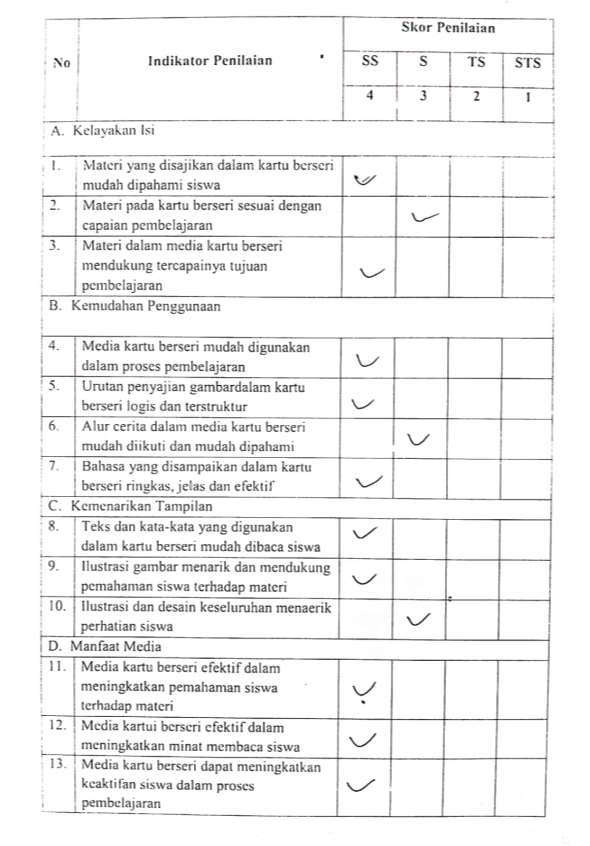 Skor Penilaian
No Indikator Penilaian SS S TS STS
4 3 2 1
A. Kelayakan Isi
1. Materi yang disajikan dalam kartu berseri
mudah dipahami siswa
2. Materi pada kartu berseri sesuai dengan
capaian pembelajaran
3. Materi dalam media kartu berseri
mendukung tercapainya tujuan
pembelajaran
B. Kemudahan Penggunaan
4. Media kartu berseri mudah digunakan
dalam proses pembelajaran
5. Urutan penyajian gambardalam kartu
berseri logis dan terstruktur
6. Alur cerita dalam media kartu berseri
mudah diikuti dan mudah dipahami
7. Bahasa yang disampaikan dalam kartu
berseri ringkas, jelas dan efektif
C. Kemenarikan Tampilan
8. Teks dan kata-kata yang digunakan
dalam kartu berseri mudah dibaca siswa
9. Ilustrasi gambar menarik dan mendukung
pemahaman siswa terhadap materi
10. Ilustrasi dan desain keseluruhan menaerik
perhatian siswa
D. Manfaat Media
11. Media kartu berseri efektif dalam
meningkatkan pemahaman siswa
terhadap materi
12. Media kartui berseri efektif dalam
meningkatkan minat membaca siswa
13. Media kartu berseri dapat meningkatkan
keaktifan siswa dalam proses
pembelajaran